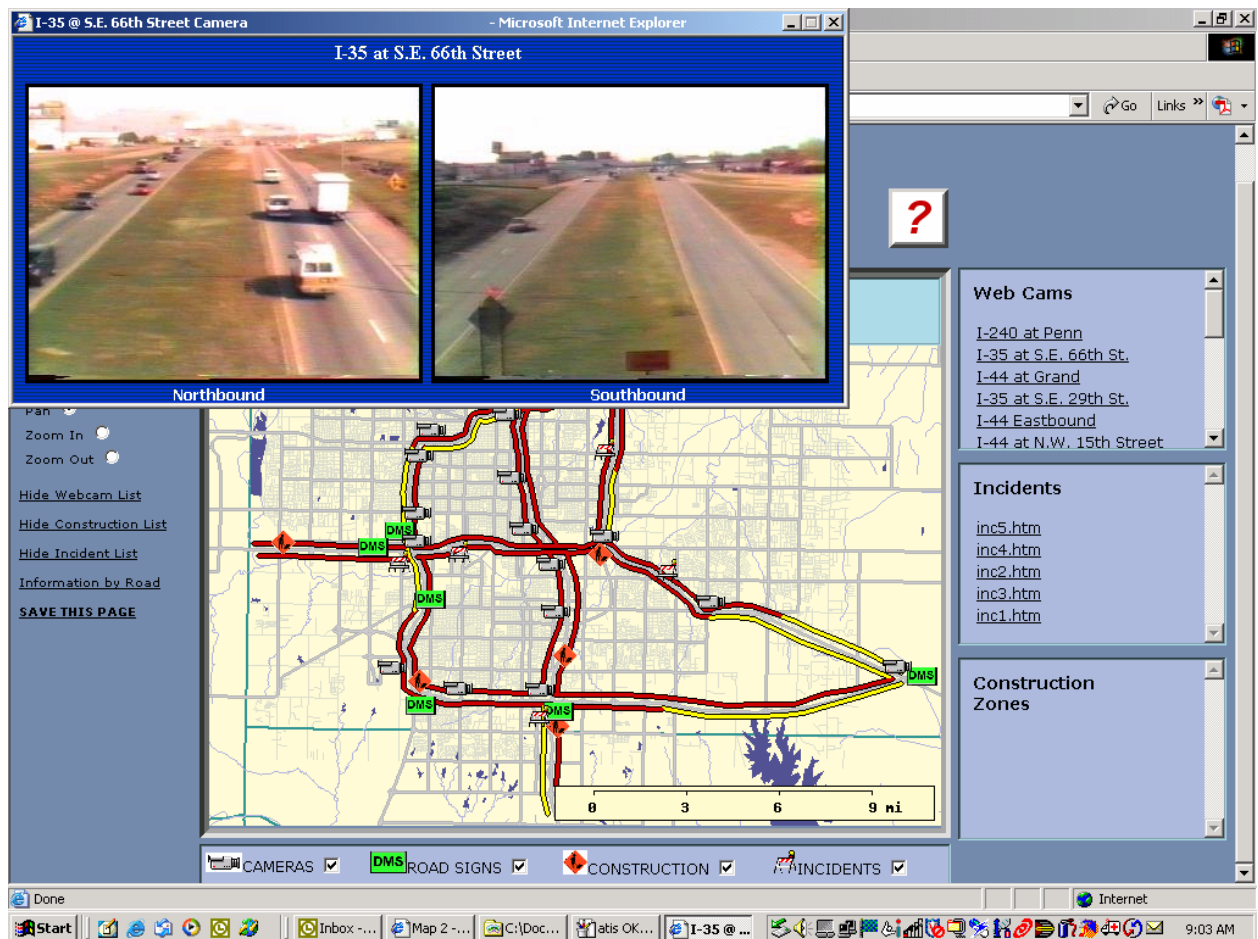 I-35 @ S.E. 66th Street Camera - Microsoft Internet Explorer
I-35 at S.E. 66th Street
Northbound Southbound
Go Links »
?
Pan
Zoom In
Zoom Out
Hide Webcam List
Hide Construction List
Hide Incident List
Information by Road
SAVE THIS PAGE
DMS
DMS
DMS
DMS
DMS
DMS
0 3 6 9 mi
Web Cams
I-240 at Penn
I-35 at S.E. 66th St.
I-44 at Grand
I-35 at S.E. 29th St.
I-44 Eastbound
I-44 at N.W. 15th Street
Incidents
inc5.htm
inc4.htm
inc2.htm
inc3.htm
inc1.htm
Construction
Zones
CAMERAS DMS ROAD SIGNS CONSTRUCTION INCIDENTS
Done Internet
Start Inbox -... Map 2 -... C:\Doc... atis OK... I-35 @ ... 9:03 AM